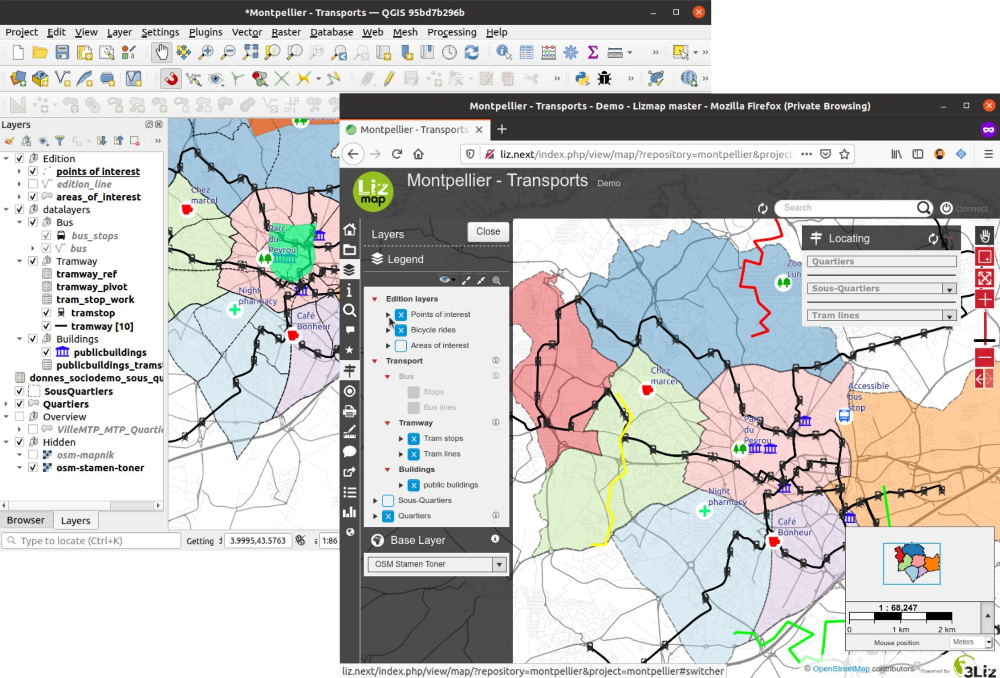 *Montpellier - Transports — QGIS 95bd7b296b
Project Edit View Layer Settings Plugins Vector Raster Database Web Mesh Processing Help
Layers
Edition
points of interest
edition_line
areas_of_interest
datalayers
Bus
bus_stops
bus
Tramway
tramway_ref
tramway_pivot
tram_stop_work
tramstop
tramway [10]
Buildings
publicbuildings
publicbuildings_tramst
donnes_sociodemo_sous_qu
SousQuartiers
Quartiers
Overview
VilleMTP_MTP_Quartie
Hidden
osm-mapnik
osm-stamen-toner
Browser Layers
Type to locate (Ctrl+K)
Getting
3.9995,43.5763
1:86
Chez
marcel
Parc
du
Peyrou
Night
pharmacy
Café
Bonheur
Montpellier - Transports - Demo - Lizmap master - Mozilla Firefox (Private Browsing)
Montpellier - Transports
liz.next/index.php/view/map/?repository=montpellier&project
Liz
map
Montpellier - Transports Demo
Search
Connect
Layers
Close
Legend
Edition layers
Points of interest
Bicycle rides
Areas of interest
Transport
Bus
Stops
Bus lines
Tramway
Tram stops
Tram lines
Buildings
public buildings
Sous-Quartiers
Quartiers
Base Layer
OSM Stamen Toner
Locating
Quartiers
Sous-Quartiers
Tram lines
Zoo
Lun
Chez
marcel
Accessible
bus
stop
Parc
du
Peyrou
Night
pharmacy
Café
Bonheur
1 : 68,247
0 1 km 2 km
Mouse position
Meters
liz.next/index.php/view/map/?repository=montpellier&project=montpellier#switcher
© OpenStreetMap contributors
Powered by
3Liz